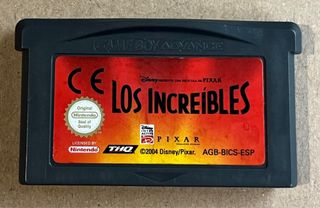 GAME BOY ADVANCE
CE
Disney PRESENTA UNA PELÍCULA DE PIXAR
LOS INCREÍBLES
Original
Nintendo
Seal of
Quality
LICENSED BY
Nintendo
THQ
PIXAR
©2004 Disney/Pixar.
AGB-BICS-ESP